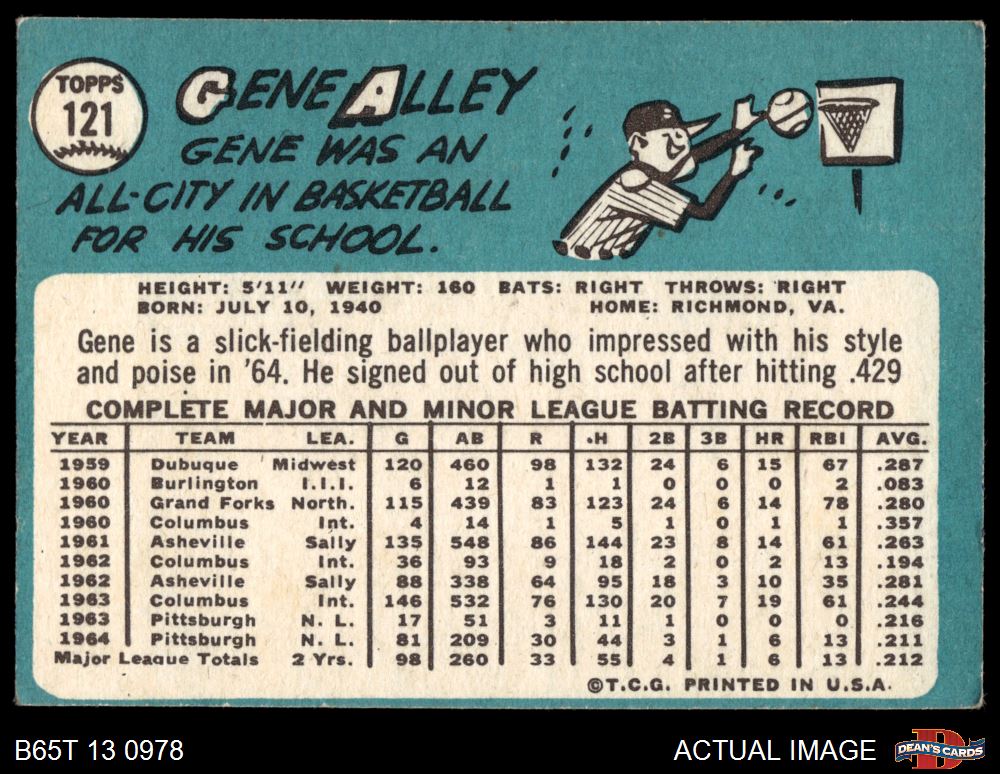 TOPPS
121
GENE ALLEY
GENE WAS AN
ALL-CITY IN BASKETBALL
FOR HIS SCHOOL.
HEIGHT: 5'11" WEIGHT: 160 BATS: RIGHT THROWS: RIGHT
BORN: JULY 10, 1940 HOME: RICHMOND, VA.
Gene is a slick-fielding ballplayer who impressed with his style
and poise in '64. He signed out of high school after hitting .429
COMPLETE MAJOR AND MINOR LEAGUE BATTING RECORD
YEAR TEAM LEA. G AB R H 2B 3B HR RBI AVG.
1959 Dubuque Midwest 120 460 98 132 24 6 15 67 .287
1960 Burlington I.I.I. 6 12 1 1 0 0 0 2 .083
1960 Grand Forks North. 115 439 83 123 24 6 14 78 .280
1960 Columbus Int. 4 14 1 5 1 0 1 1 .357
1961 Asheville Sally 135 548 86 144 23 8 14 61 .263
1962 Columbus Int. 36 93 9 18 2 0 2 13 .194
1962 Asheville Sally 88 338 64 95 18 3 10 35 .281
1963 Columbus Int. 146 532 76 130 20 7 19 61 .244
1963 Pittsburgh N. L. 17 51 3 11 1 0 0 0 .216
1964 Pittsburgh N. L. 81 209 30 44 3 1 6 13 .211
Major League Totals 2 Yrs. 98 260 33 55 4 1 6 13 .212
©T.C.G. PRINTED IN U.S.A.
B65T 13 0978
ACTUAL IMAGE
DEAN'S CARDS